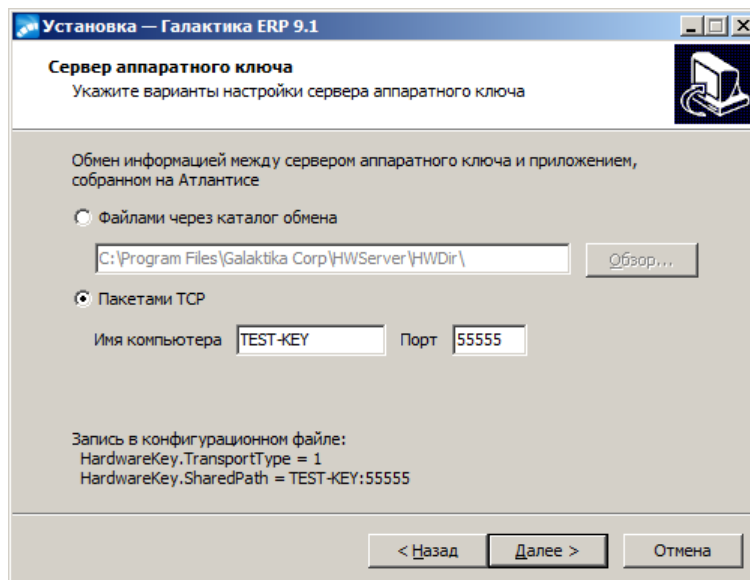 Установка — Галактика ERP 9.1
Сервер аппаратного ключа
Укажите варианты настройки сервера аппаратного ключа
Обмен информацией между сервером аппаратного ключа и приложением,
собранном на Атлантисе
Файлами через каталог обмена
C:\Program Files\Galaktika Corp\HWServer\HWDir\ Обзор...
Пакетами TCP
Имя компьютера TEST-KEY Порт 55555
Запись в конфигурационном файле:
HardwareKey.TransportType = 1
HardwareKey.SharedPath = TEST-KEY:55555
< Назад Далее > Отмена